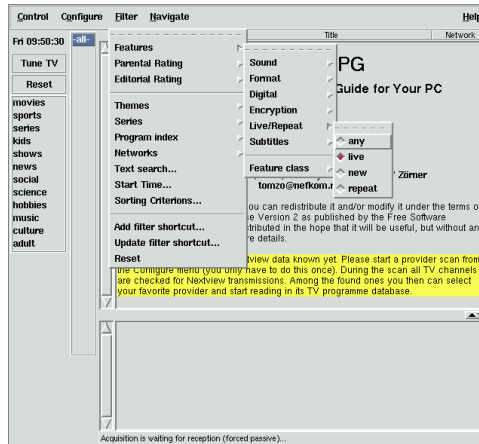 Control Configure Filter Navigate Help
Fri 09:50:30
-all-
Title
Network
Tune TV
Reset
movies
sports
series
kids
shows
news
social
science
hobbies
music
culture
adult
Features
Parental Rating
Editorial Rating
Themes
Series
Program index
Networks
Text search...
Start Time...
Sorting Criterions...
Add filter shortcut...
Update filter shortcut...
Reset
Sound
Format
Digital
Encryption
Live/Repeat
Subtitles
Feature class
any
live
new
repeat
PG
Guide for Your PC
Zörner
tomzo@nefkom.
ou can redistribute it and/or modify it under the terms o
e Version 2 as published by the Free Software
tributed in the hope that it will be useful, but without an
re details.
tview data known yet. Please start a provider scan from
the Configure menu (you only have to do this once). During the scan all TV channels
are checked for Nextview transmissions. Among the found ones you then can select
your favorite provider and start reading in its TV programme database.
Acquisition is waiting for reception (forced passive)...